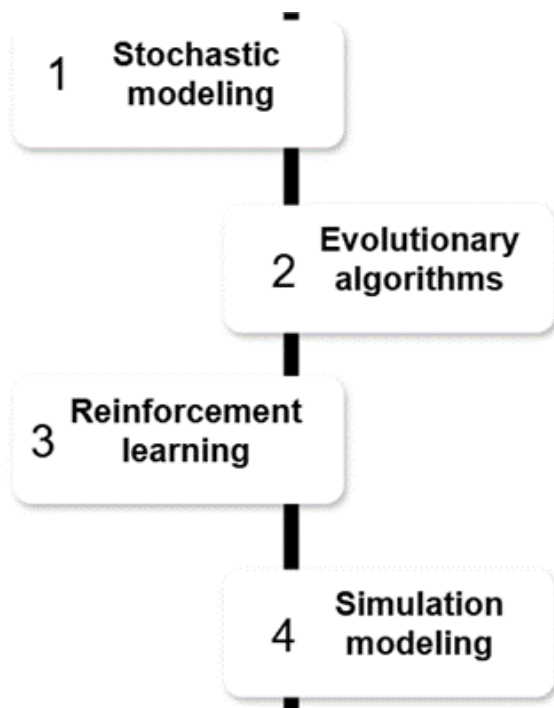 1
Stochastic
modeling
2
Evolutionary
algorithms
3
Reinforcement
learning
4
Simulation
modeling